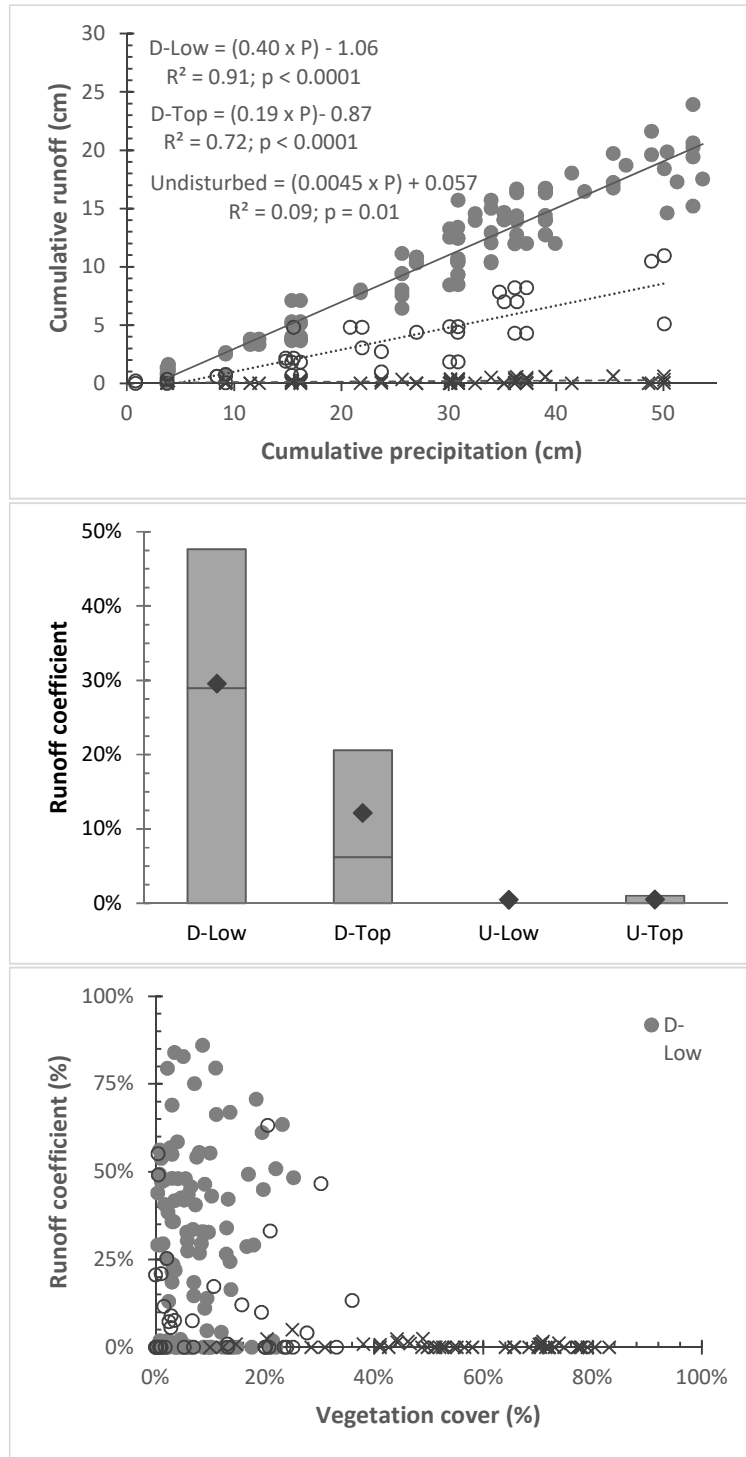 D-Low = (0.40 x P) - 1.06
R² = 0.91; p < 0.0001
D-Top = (0.19 x P)- 0.87
R² = 0.72; p < 0.0001
Undisturbed = (0.0045 x P) + 0.057
R² = 0.09; p = 0.01
Cumulative runoff (cm)
30
25
20
15
10
5
0
0 10 20 30 40 50
Cumulative precipitation (cm)
Runoff coefficient
50%
40%
30%
20%
10%
0%
D-Low D-Top U-Low U-Top
Runoff coefficient (%)
100%
75%
50%
25%
0%
D-
Low
0% 20% 40% 60% 80% 100%
Vegetation cover (%)